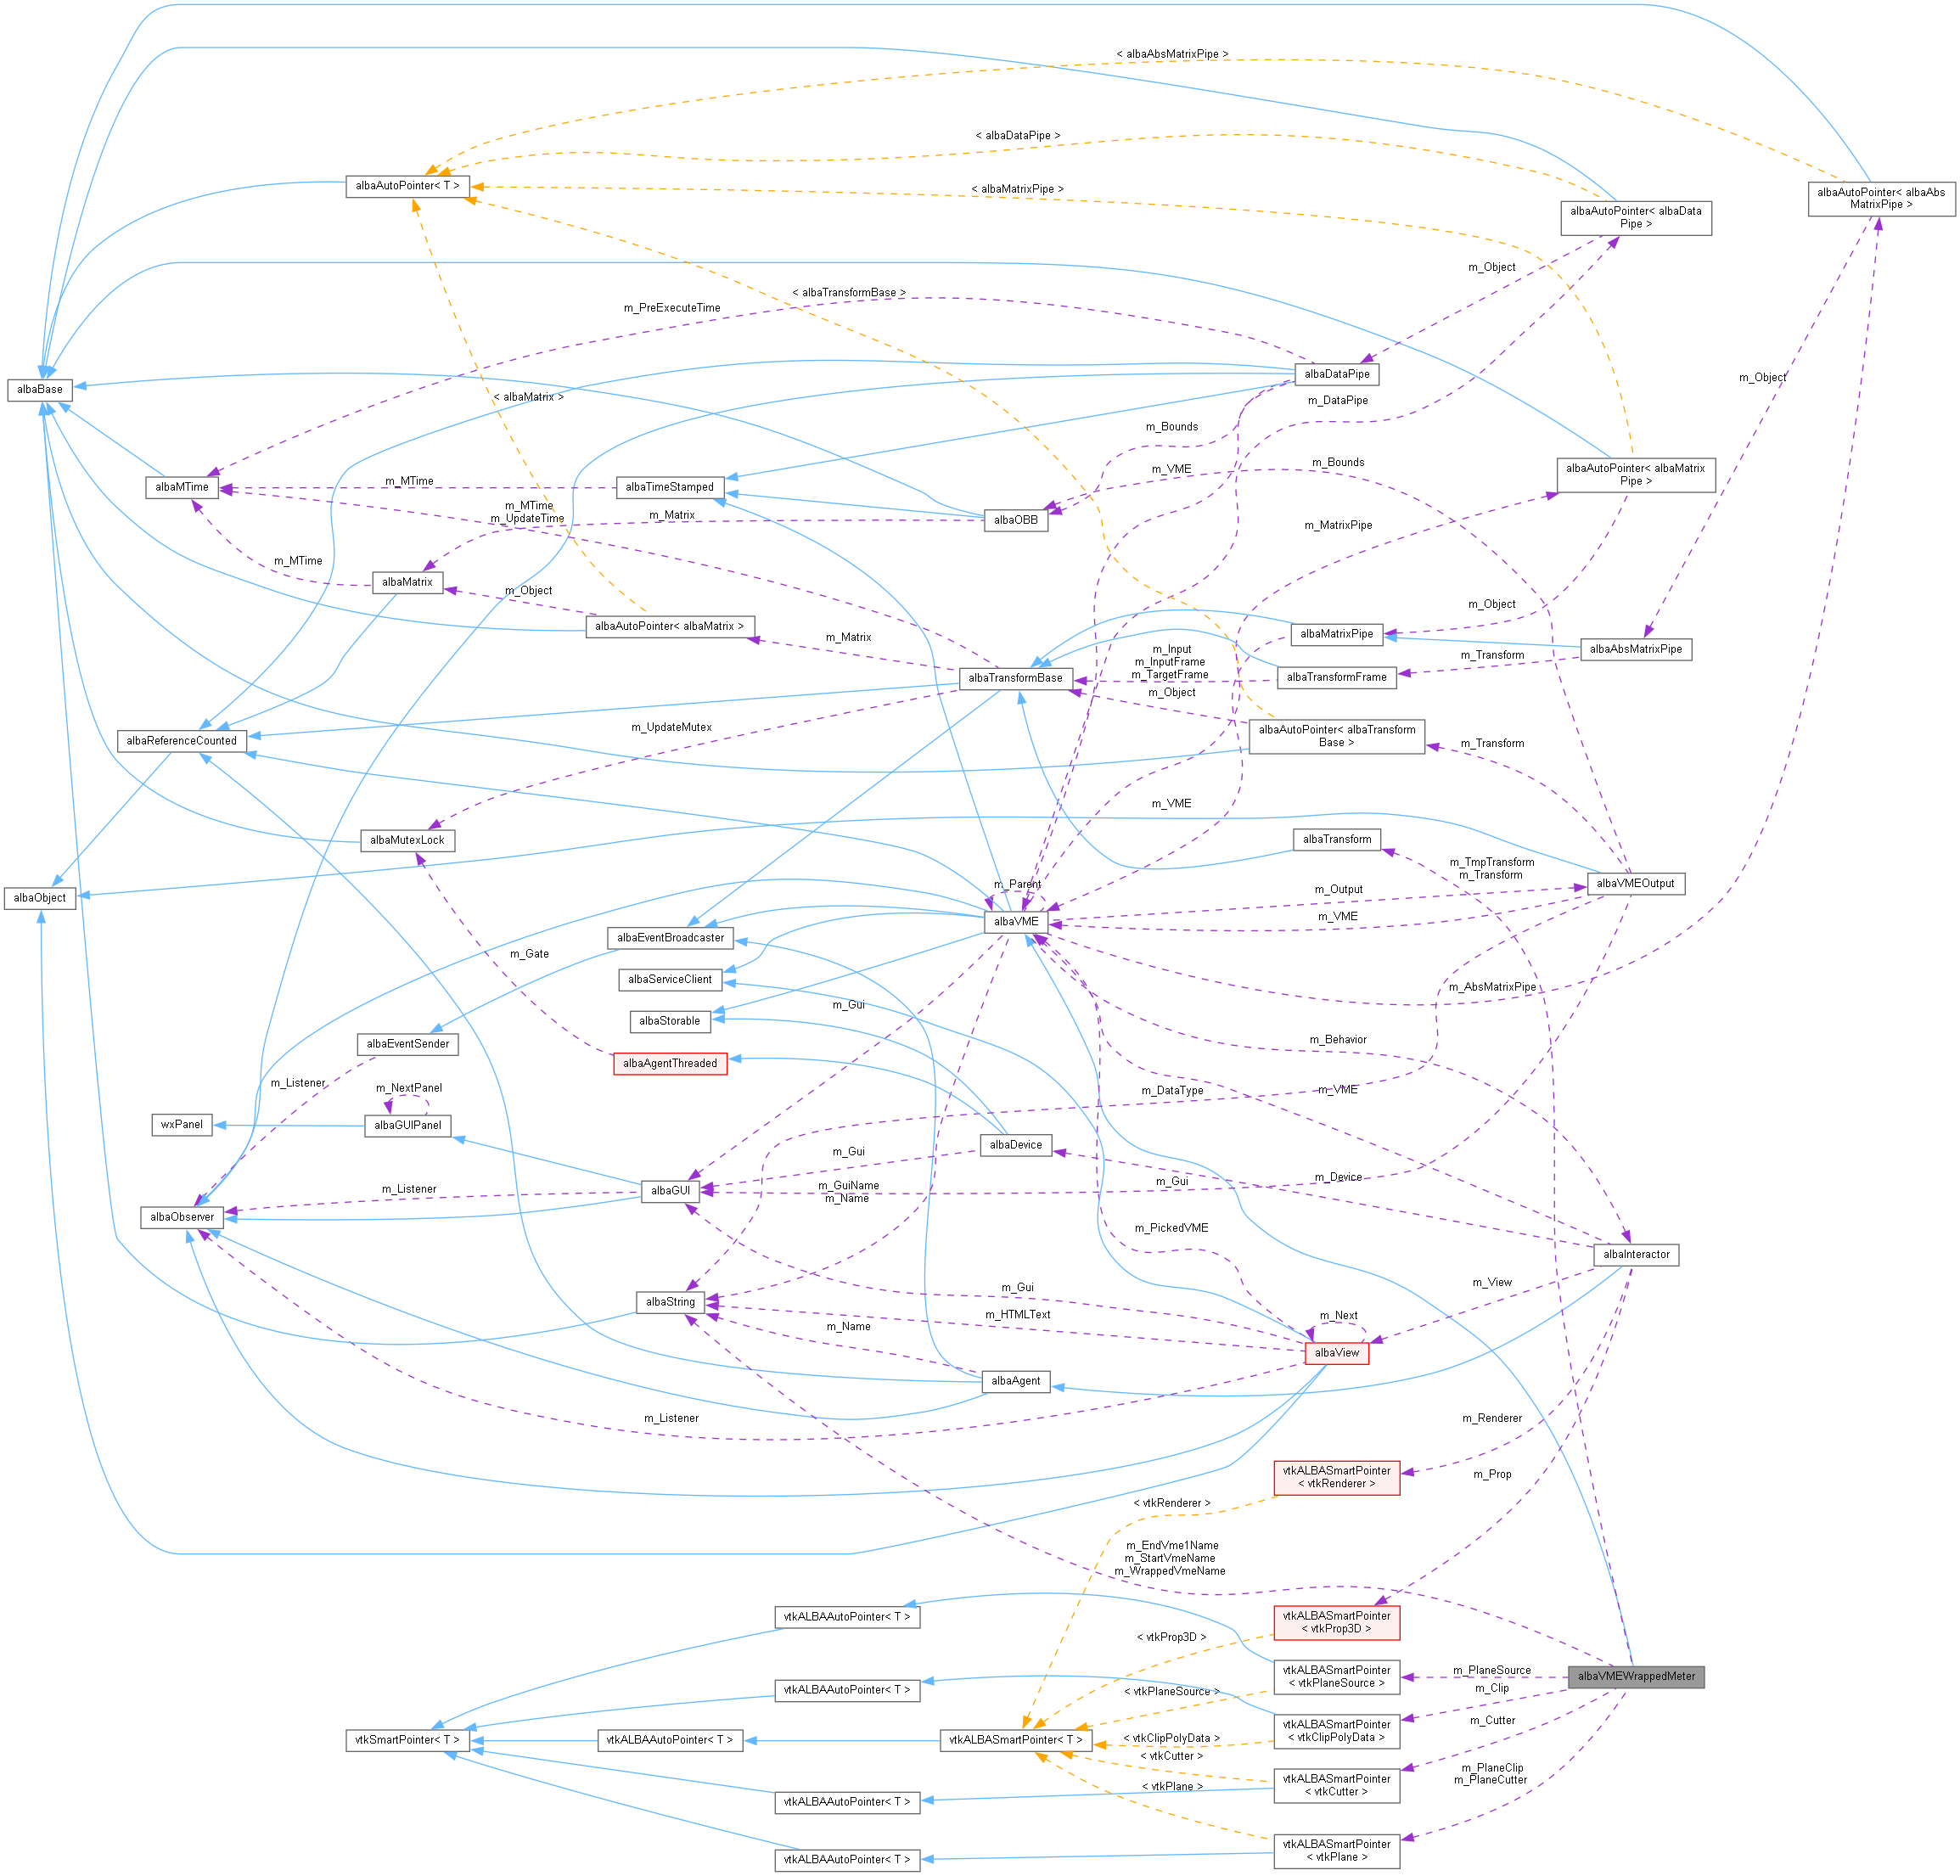 < albaAbsMatrixPipe >
< albaDataPipe >
albaAutoPointer< T >
< albaMatrixPipe >
albaAutoPointer< albaAbs
MatrixPipe >
albaAutoPointer< albaData
Pipe >
m_Object
< albaTransformBase >
m_PreExecuteTime
albaBase
albaDataPipe
m_Object
< albaMatrix >
m_DataPipe
m_Bounds
m_VME
m_Bounds
albaAutoPointer< albaMatrix
Pipe >
albaMTime
m_MTime
albaTimeStamped
m_MTime
m_UpdateTime
m_Matrix
albaOBB
m_MatrixPipe
m_MTime
albaMatrix
m_Object
albaAutoPointer< albaMatrix >
m_Matrix
m_Object
albaMatrixPipe
albaAbsMatrixPipe
m_Input
m_InputFrame
m_TargetFrame
m_Transform
albaTransformBase
albaTransformFrame
m_Object
albaReferenceCounted
m_UpdateMutex
albaAutoPointer< albaTransform
Base >
m_Transform
m_VME
albaMutexLock
albaTransform
m_TmpTransform
m_Transform
albaObject
m_Parent
m_Output
albaVMEOutput
albaVME
m_VME
albaEventBroadcaster
m_Gate
albaServiceClient
m_AbsMatrixPipe
m_Gui
albaStorable
albaEventSender
m_Behavior
albaAgentThreaded
m_Listener
m_NextPanel
m_DataType
m_VME
wxPanel
albaGUIPanel
albaDevice
m_Gui
m_Device
m_Gui
m_Listener
albaGUI
m_GuiName
m_Name
albaObserver
m_PickedVME
albaInteractor
m_Gui
m_View
albaString
m_HTMLText
m_Next
m_Name
albaView
albaAgent
m_Listener
m_Renderer
vtkALBASmartPointer
< vtkRenderer >
m_Prop
< vtkRenderer >
m_EndVme1Name
m_StartVmeName
m_WrappedVmeName
vtkALBAAutoPointer< T >
vtkALBASmartPointer
< vtkProp3D >
< vtkProp3D >
vtkALBASmartPointer
< vtkPlaneSource >
m_PlaneSource
albaVMEWrappedMeter
vtkALBAAutoPointer< T >
< vtkPlaneSource >
m_Clip
vtkALBASmartPointer
< vtkClipPolyData >
m_Cutter
vtkSmartPointer< T >
vtkALBAAutoPointer< T >
vtkALBASmartPointer< T >
< vtkClipPolyData >
< vtkCutter >
vtkALBASmartPointer
< vtkCutter >
m_PlaneClip
m_PlaneCutter
< vtkPlane >
vtkALBAAutoPointer< T >
vtkALBASmartPointer
< vtkPlane >
vtkALBAAutoPointer< T >